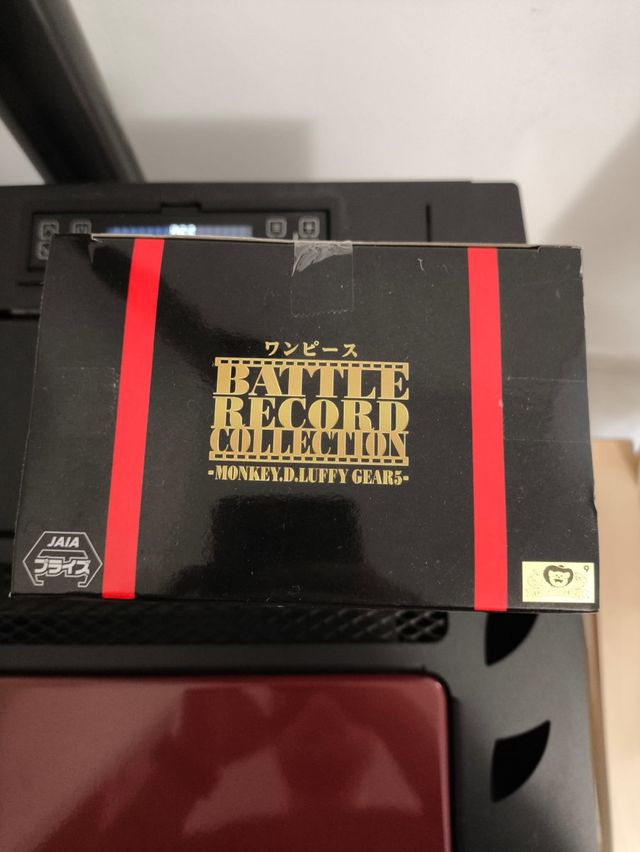 ワンピース
BATTLE
RECORD
COLLECTION
-MONKEY.D.LUFFY GEAR5-
JAIA
プライズ